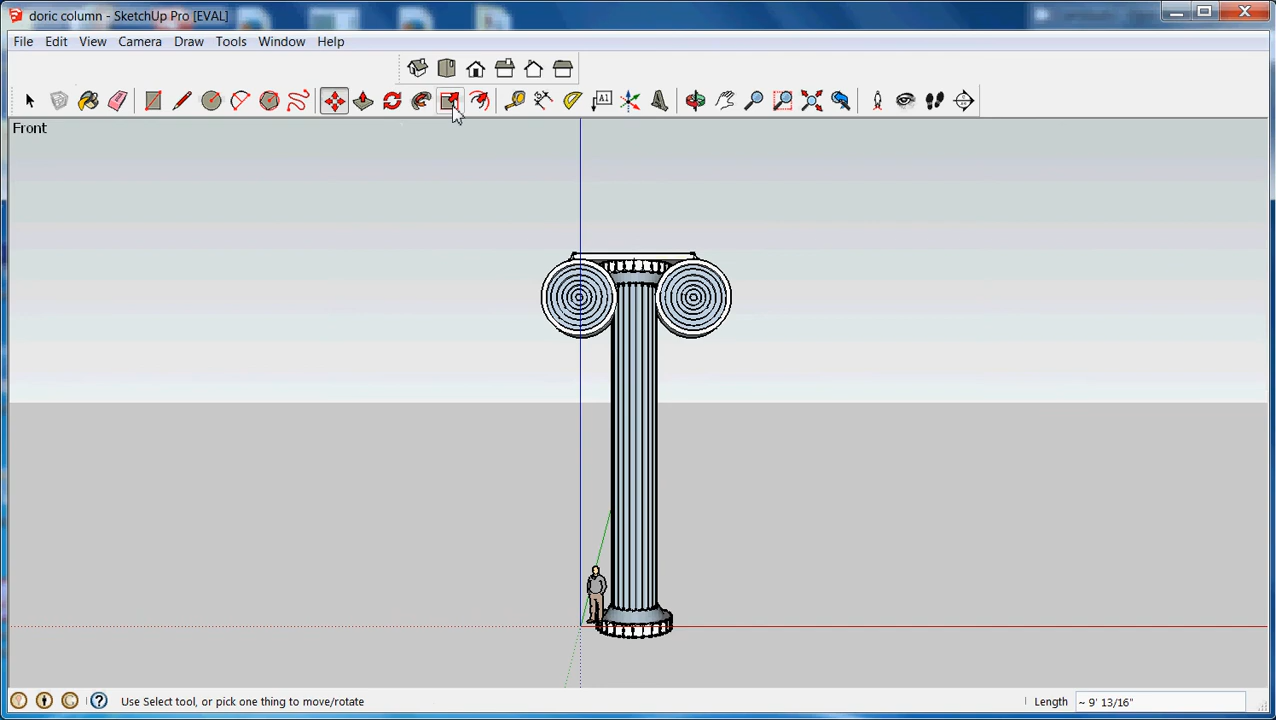 doric column - SketchUp Pro [EVAL]
File Edit View Camera Draw Tools Window Help
A1
Front
Use Select tool, or pick one thing to move/rotate
Length ~ 9' 13/16"